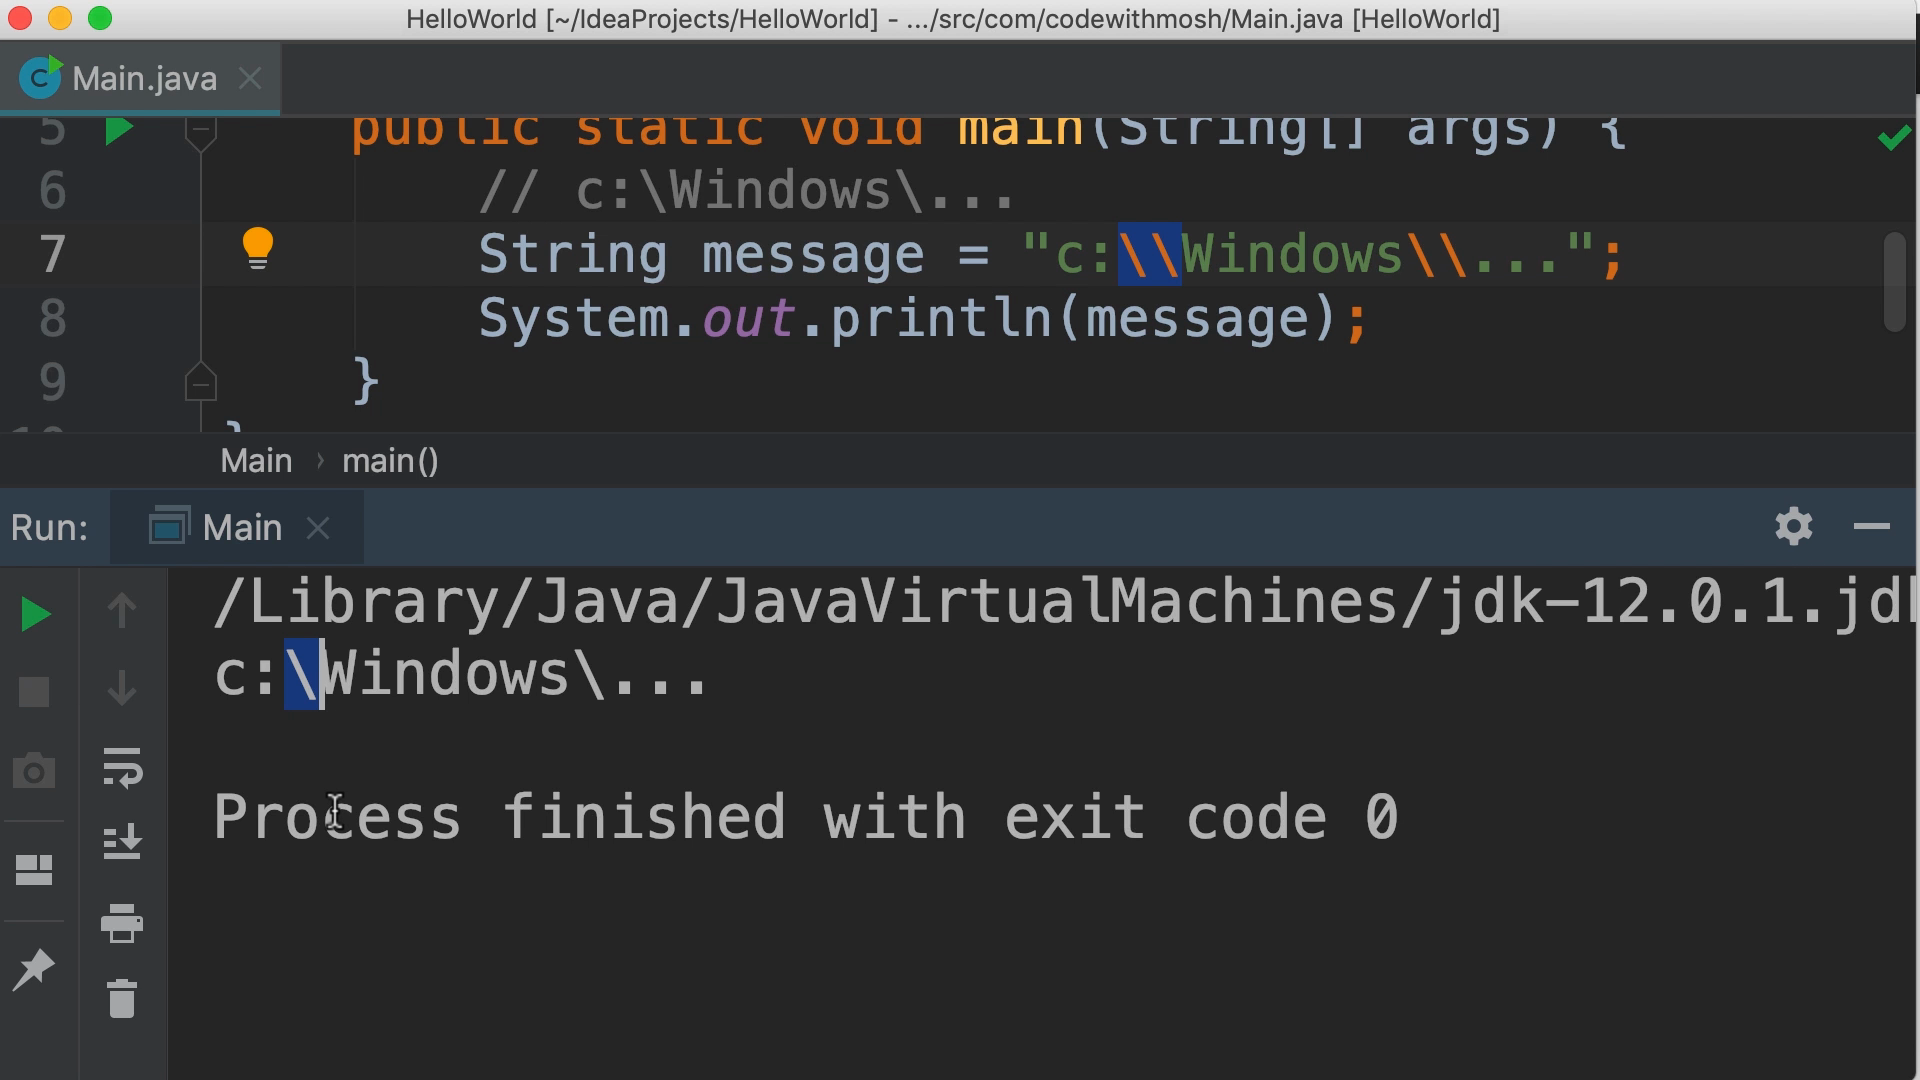 HelloWorld [~/IdeaProjects/HelloWorld] - .../src/com/codewithmosh/Main.java [HelloWorld]
Main.java
5 public static void main(String[] args) {
6 // c:\Windows\...
7 String message = "c:\\Windows\\...";
8 System.out.println(message);
9 }
}
Main › main()
Run: Main
/Library/Java/JavaVirtualMachines/jdk-12.0.1.jdk
c:\Windows\...
Process finished with exit code 0